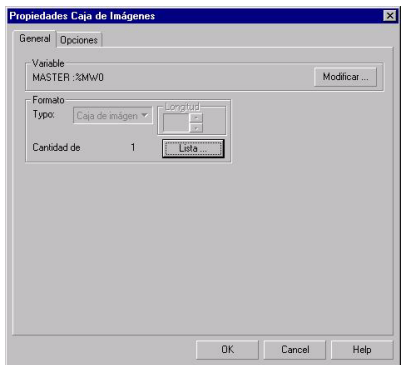 Propiedades Caja de Imágenes
General Opciones
Variable
MASTER :%MW0 Modificar ...
Formato
Typo: Caja de imágen Longitud
Cantidad de 1 Lista ...
OK Cancel Help